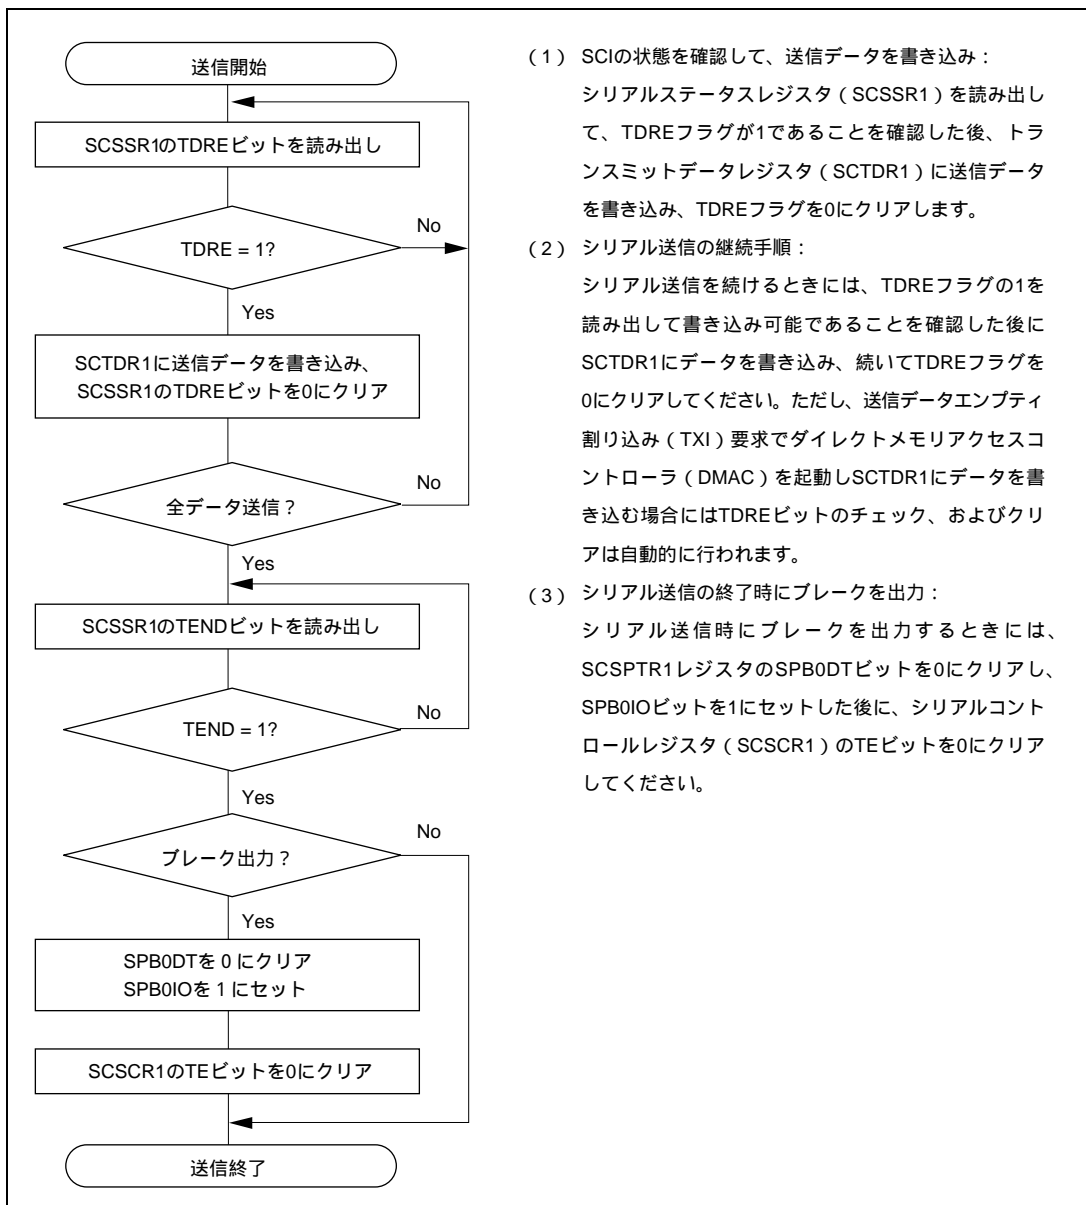 送信開始
SCSSR1のTDREビットを読み出し
TDRE = 1?
No
Yes
SCTDR1に送信データを書き込み、
SCSSR1のTDREビットを0にクリア
全データ送信？
No
Yes
SCSSR1のTENDビットを読み出し
TEND = 1?
No
Yes
ブレーク出力？
No
Yes
SPB0DTを 0 にクリア
SPB0IOを 1 にセット
SCSCR1のTEビットを0にクリア
送信終了
（1） SCIの状態を確認して、送信データを書き込み：
シリアルステータスレジスタ（SCSSR1）を読み出し
て、TDREフラグが1であることを確認した後、トラ
ンスミットデータレジスタ（SCTDR1）に送信データ
を書き込み、TDREフラグを0にクリアします。
（2） シリアル送信の継続手順：
シリアル送信を続けるときには、TDREフラグの1を
読み出して書き込み可能であることを確認した後に
SCTDR1にデータを書き込み、続いてTDREフラグを
0にクリアしてください。ただし、送信データエンプティ
割り込み（TXI）要求でダイレクトメモリアクセスコ
ントローラ（DMAC）を起動しSCTDR1にデータを書
き込む場合にはTDREビットのチェック、およびクリ
アは自動的に行われます。
（3） シリアル送信の終了時にブレークを出力：
シリアル送信時にブレークを出力するときには、
SCSPTR1レジスタのSPB0DTビットを0にクリアし、
SPB0IOビットを1にセットした後に、シリアルコント
ロールレジスタ（SCSCR1）のTEビットを0にクリア
してください。